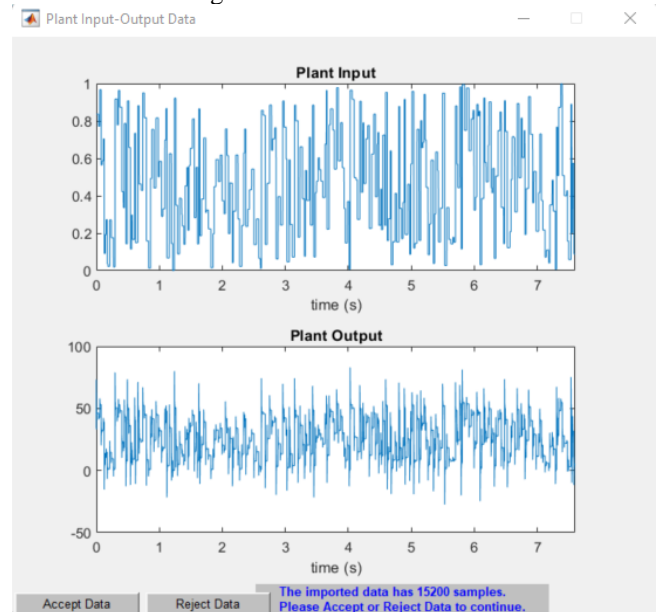 Plant Input-Output Data
Plant Input
1
0.8
0.6
0.4
0.2
0
0 1 2 3 4 5 6 7
time (s)
Plant Output
100
50
0
-50
0 1 2 3 4 5 6 7
time (s)
Accept Data
Reject Data
The imported data has 15200 samples.
Please Accept or Reject Data to continue.